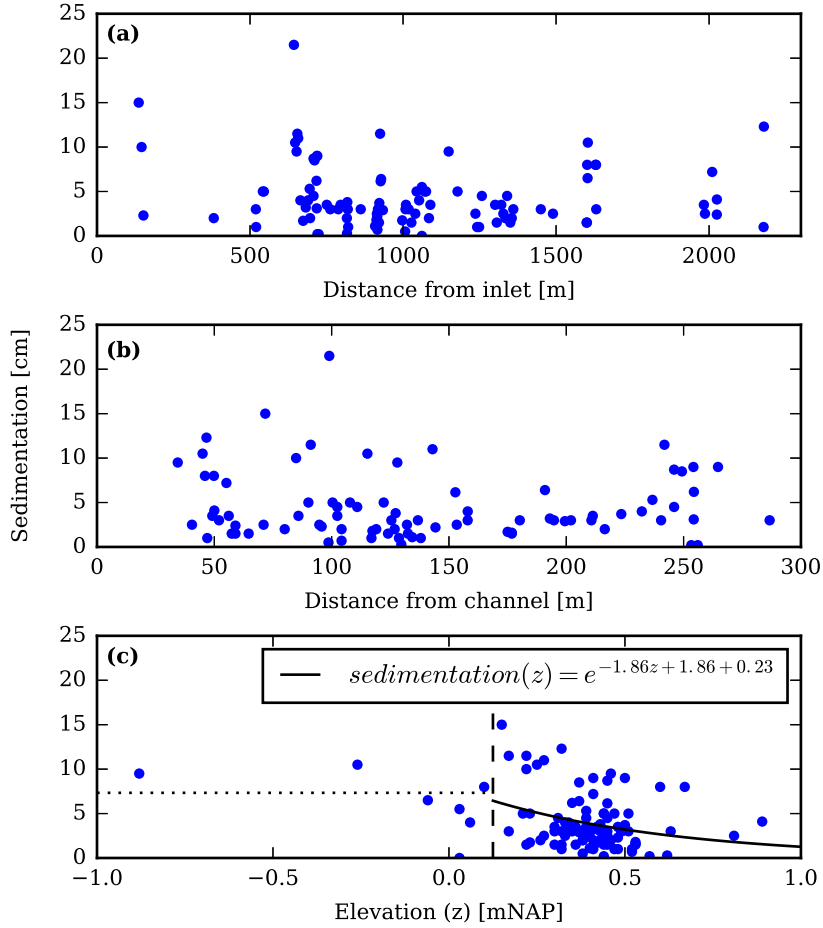 (a)
25
20
15
10
5
0
0 500 1000 1500 2000
Distance from inlet [m]
Sedimentation [cm]
(b)
25
20
15
10
5
0
0 50 100 150 200 250 300
Distance from channel [m]
(c)
25
20
15
10
5
0
sedimentation(z) = e^{−1.86z+1.86+0.23}
−1.0 −0.5 0.0 0.5 1.0
Elevation (z) [mNAP]